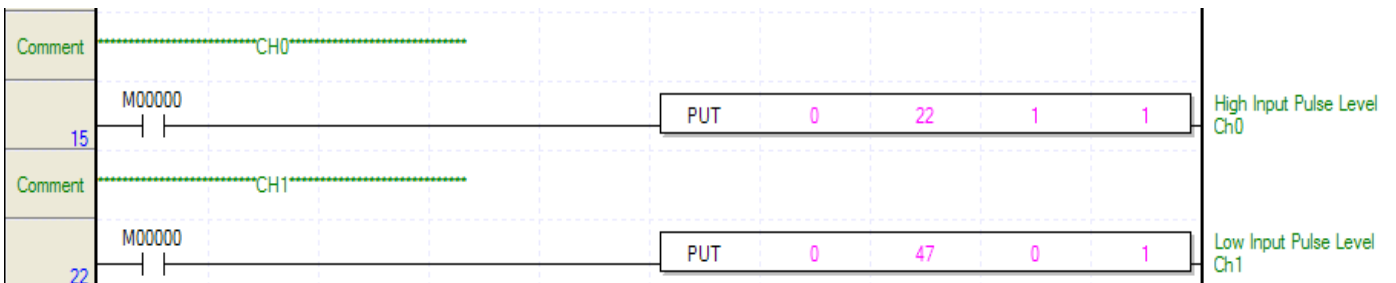 Comment ****************************CH0********************************
M00000
15 PUT 0 22 1 1 High Input Pulse Level
Ch0
Comment ****************************CH1********************************
M00000
22 PUT 0 47 0 1 Low Input Pulse Level
Ch1